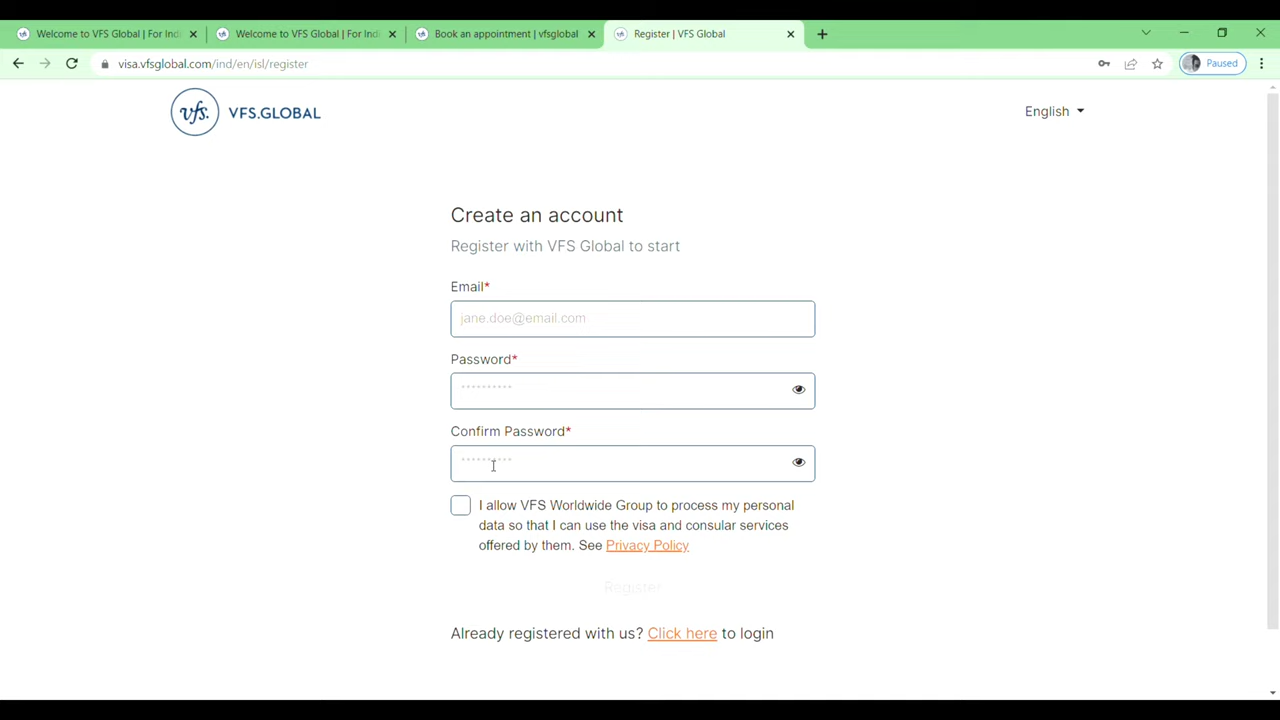 Welcome to VFS Global | For Indi
Welcome to VFS Global | For Indi
Book an appointment | vfsglobal
Register | VFS Global
visa.vfsglobal.com/ind/en/isl/register
Paused
vfs. VFS.GLOBAL
English
Create an account
Register with VFS Global to start
Email*
jane.doe@email.com
Password*
**********
Confirm Password*
**********
I allow VFS Worldwide Group to process my personal
data so that I can use the visa and consular services
offered by them. See Privacy Policy
Register
Already registered with us? Click here to login